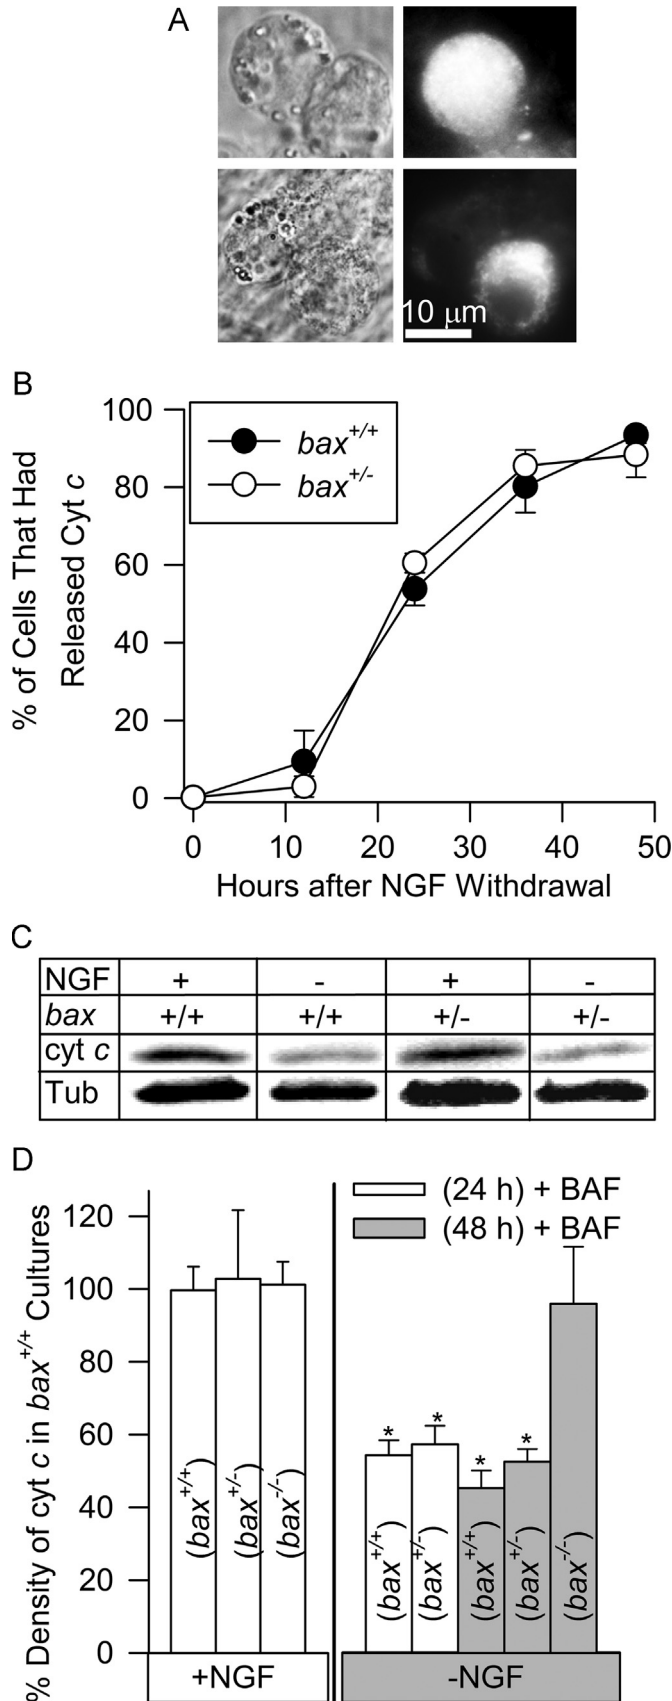 A
10 μm
B
% of Cells That Had
Released Cyt c
100
80
60
40
20
0
bax+/+
bax+/-
0 10 20 30 40 50
Hours after NGF Withdrawal
C
NGF + - + -
bax +/+ +/+ +/- +/-
cyt c
Tub
D
% Density of cyt c in bax+/+ Cultures
120
100
80
60
40
20
0
(24 h) + BAF
(48 h) + BAF
* * * *
(bax+/+) (bax+/-) (bax-/-) (bax+/+) (bax+/-) (bax+/+) (bax+/-) (bax-/-)
+NGF -NGF